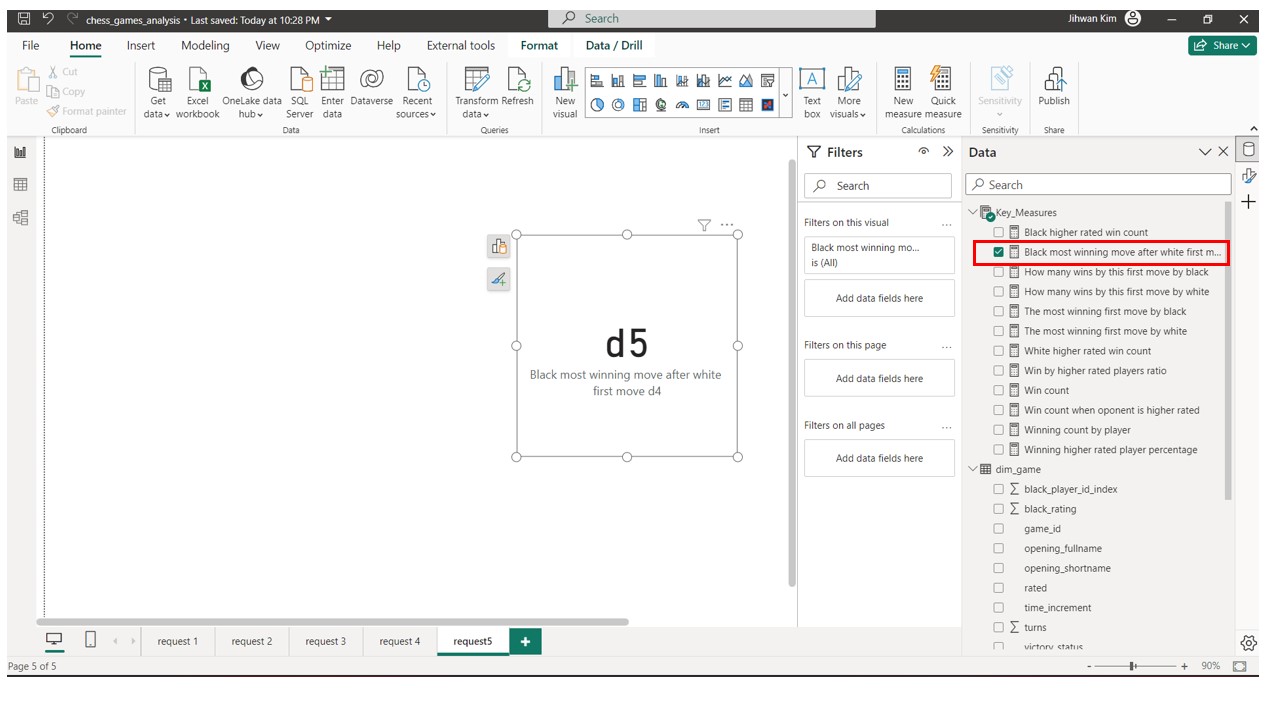 chess_games_analysis • Last saved: Today at 10:28 PM
Search
Jihwan Kim
File Home Insert Modeling View Optimize Help External tools Format Data / Drill
Share
Paste
Cut
Copy
Format painter
Clipboard
Get data
Excel workbook
OneLake data hub
SQL Server
Enter data
Dataverse
Recent sources
Data
Transform data
Refresh
Queries
New visual
Text box
More visuals
Insert
New measure
Quick measure
Calculations
Sensitivity
Sensitivity
Publish
Share
d5
Black most winning move after white
first move d4
Filters
Search
Filters on this visual ...
Black most winning mo...
is (All)
Add data fields here
Filters on this page ...
Add data fields here
Filters on all pages ...
Add data fields here
Data
Search
Key_Measures
Black higher rated win count
Black most winning move after white first m...
How many wins by this first move by black
How many wins by this first move by white
The most winning first move by black
The most winning first move by white
White higher rated win count
Win by higher rated players ratio
Win count
Win count when oponent is higher rated
Winning count by player
Winning higher rated player percentage
dim_game
black_player_id_index
black_rating
game_id
opening_fullname
opening_shortname
rated
time_increment
turns
victory_status
request 1 request 2 request 3 request 4 request5 +
Page 5 of 5
- + 90%